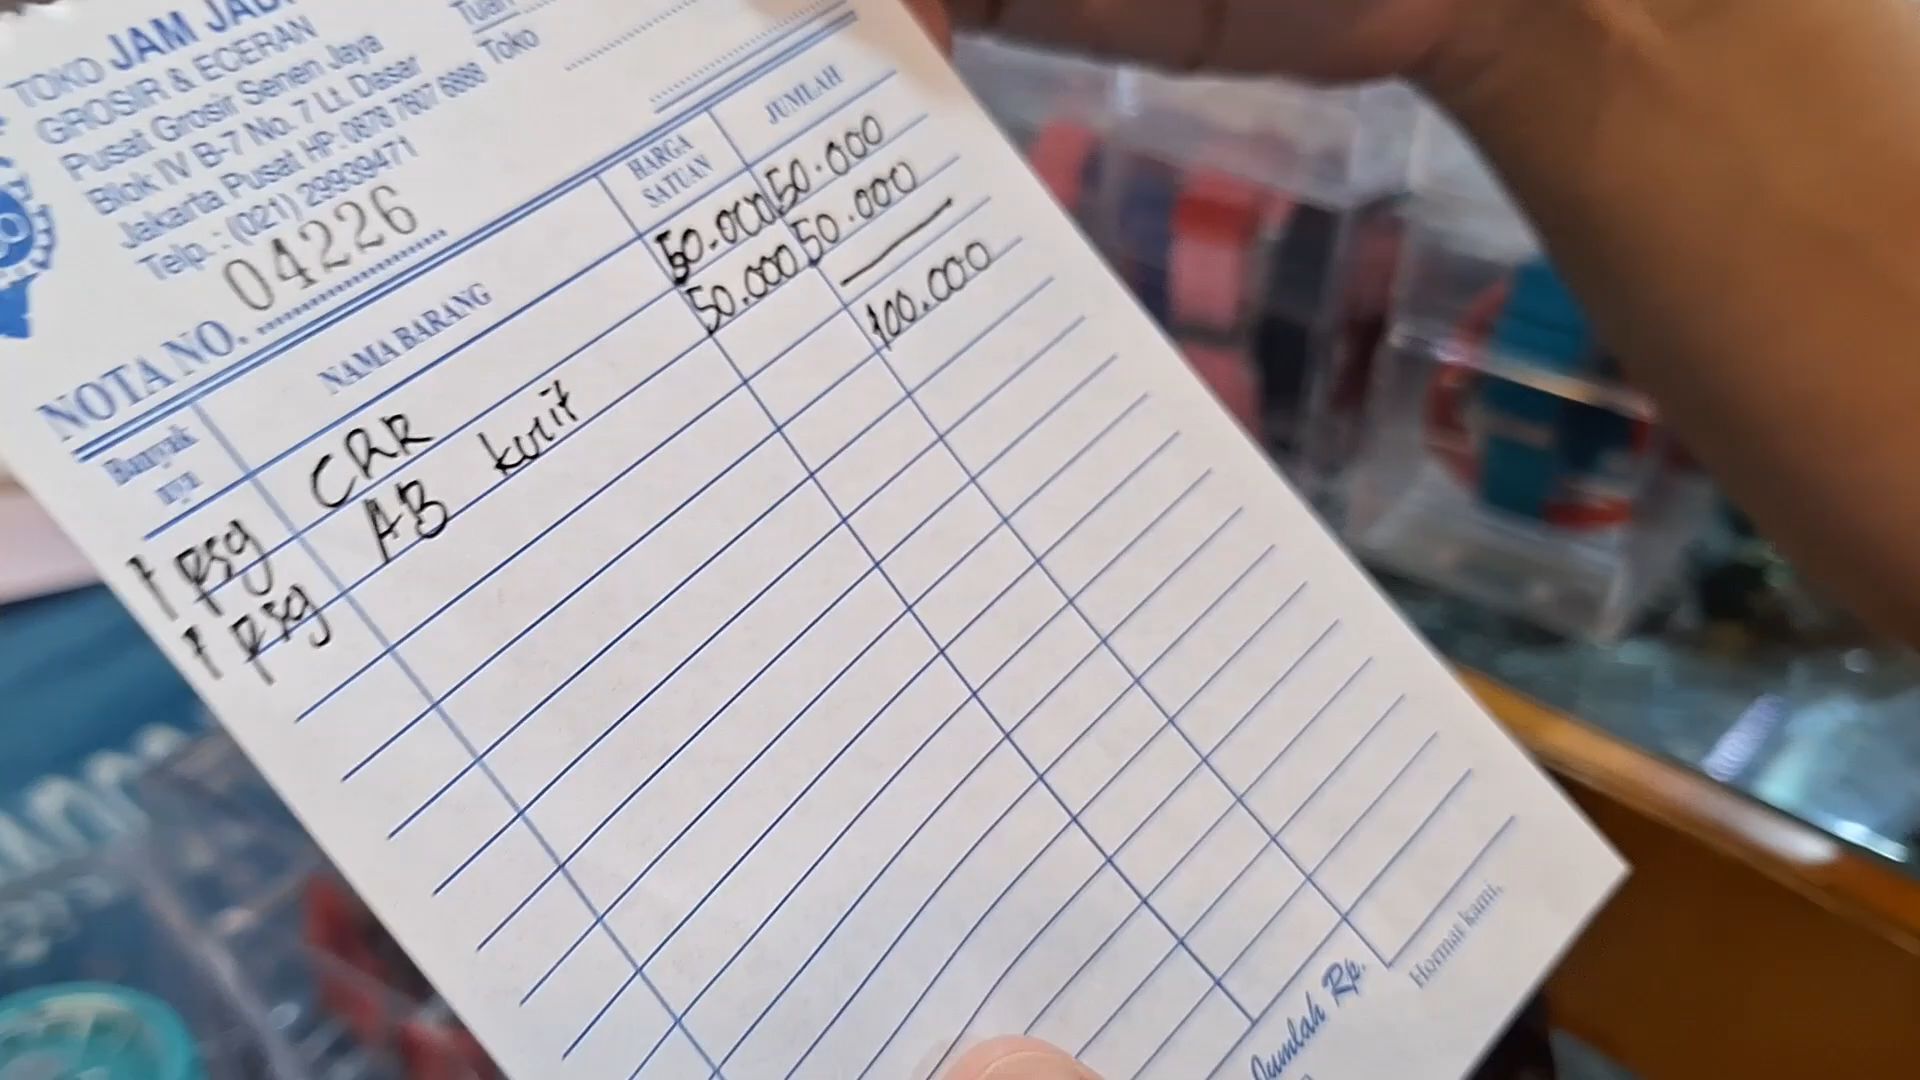 TOKO JAM JADI
GROSIR & ECERAN
Pusat Grosir Senen Jaya
Blok IV B-7 No. 7 Lt. Dasar
Jakarta Pusat HP: 0878 7607 6888
Telp. : (021) 29939471
Tuan
Toko
NOTA NO. 04226
Banyak nya NAMA BARANG HARGA SATUAN JUMLAH
1 psg CRR 50.000 50.000
1 psg AB kulit 50.000 50.000
100.000
Jumlah Rp.
Hormat kami,